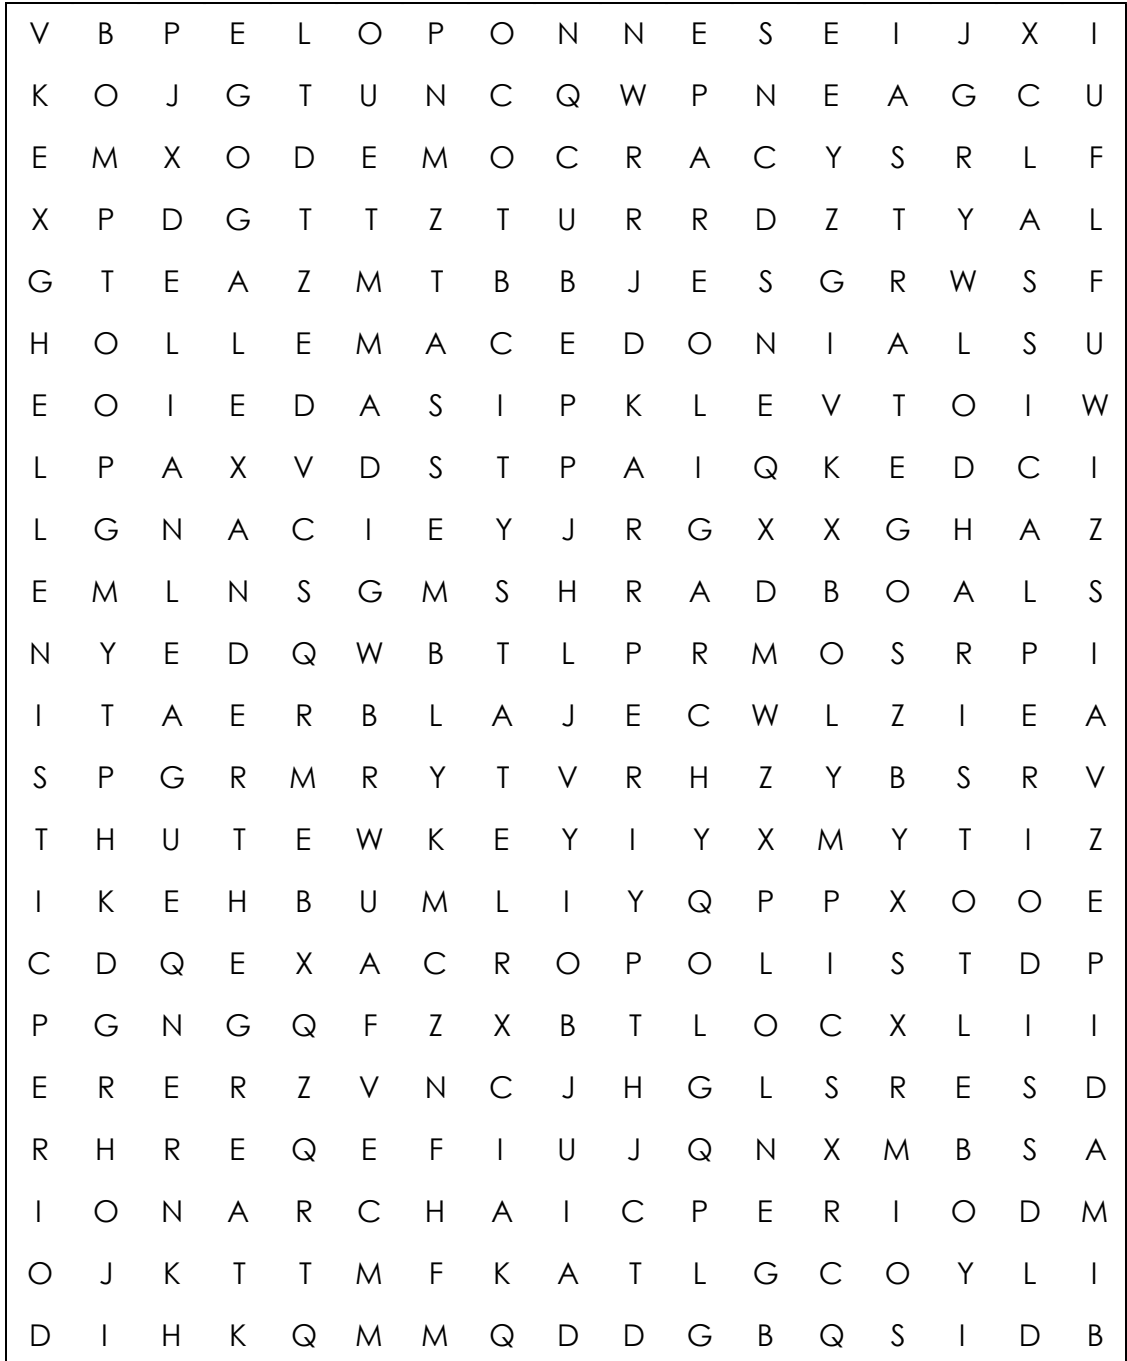 V B P E L O P O N N E S E I J X I
K O J G T U N C Q W P N E A G C U
E M X O D E M O C R A C Y S R L F
X P D G T T Z T U R R D Z T Y A L
G T E A Z M T B B J E S G R W S F
H O L L E M A C E D O N I A L S U
E O I E D A S I P K L E V T O I W
L P A X V D S T P A I Q K E D C I
L G N A C I E Y J R G X X G H A Z
E M L N S G M S H R A D B O A L S
N Y E D Q W B T L P R M O S R P I
I T A E R B L A J E C W L Z I E A
S P G R M R Y T V R H Z Y B S R V
T H U T E W K E Y I Y X M Y T I Z
I K E H B U M L I Y Q P P X O O E
C D Q E X A C R O P O L I S T D P
P G N G Q F Z X B T L O C X L I I
E R E R Z V N C J H G L S R E S D
R H R E Q E F I U J Q N X M B S A
I O N A R C H A I C P E R I O D M
O J K T T M F K A T L G C O Y L I
D I H K Q M M Q D D G B Q S I D B